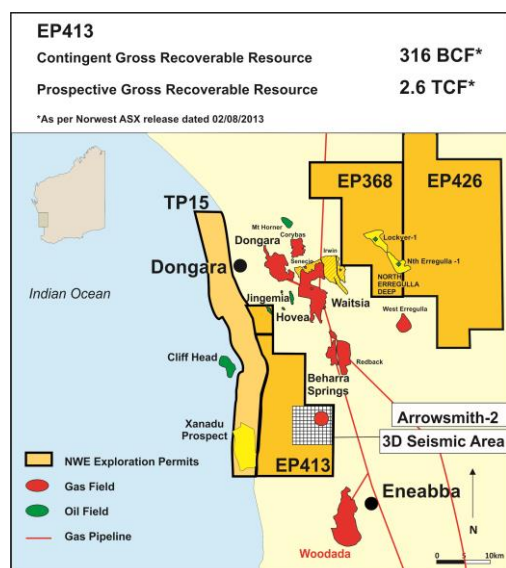 EP413
Contingent Gross Recoverable Resource 316 BCF*
Prospective Gross Recoverable Resource 2.6 TCF*
*As per Norwest ASX release dated 02/08/2013
EP368
EP426
TP15
Mt Horner
Corybas
Dongara
Senecio
Irwin
Lockyer-1
Nth Erregulla -1
NORTH
ERREGULLA
DEEP
Dongara
Indian Ocean
Jingemia
Waitsia
Hovea
West Erregulla
Cliff Head
Redback
Beharra
Springs
Xanadu
Prospect
Arrowsmith-2
3D Seismic Area
EP413
NWE Exploration Permits
Gas Field
Oil Field
Gas Pipeline
Eneabba
Woodada
N
0 5 10km